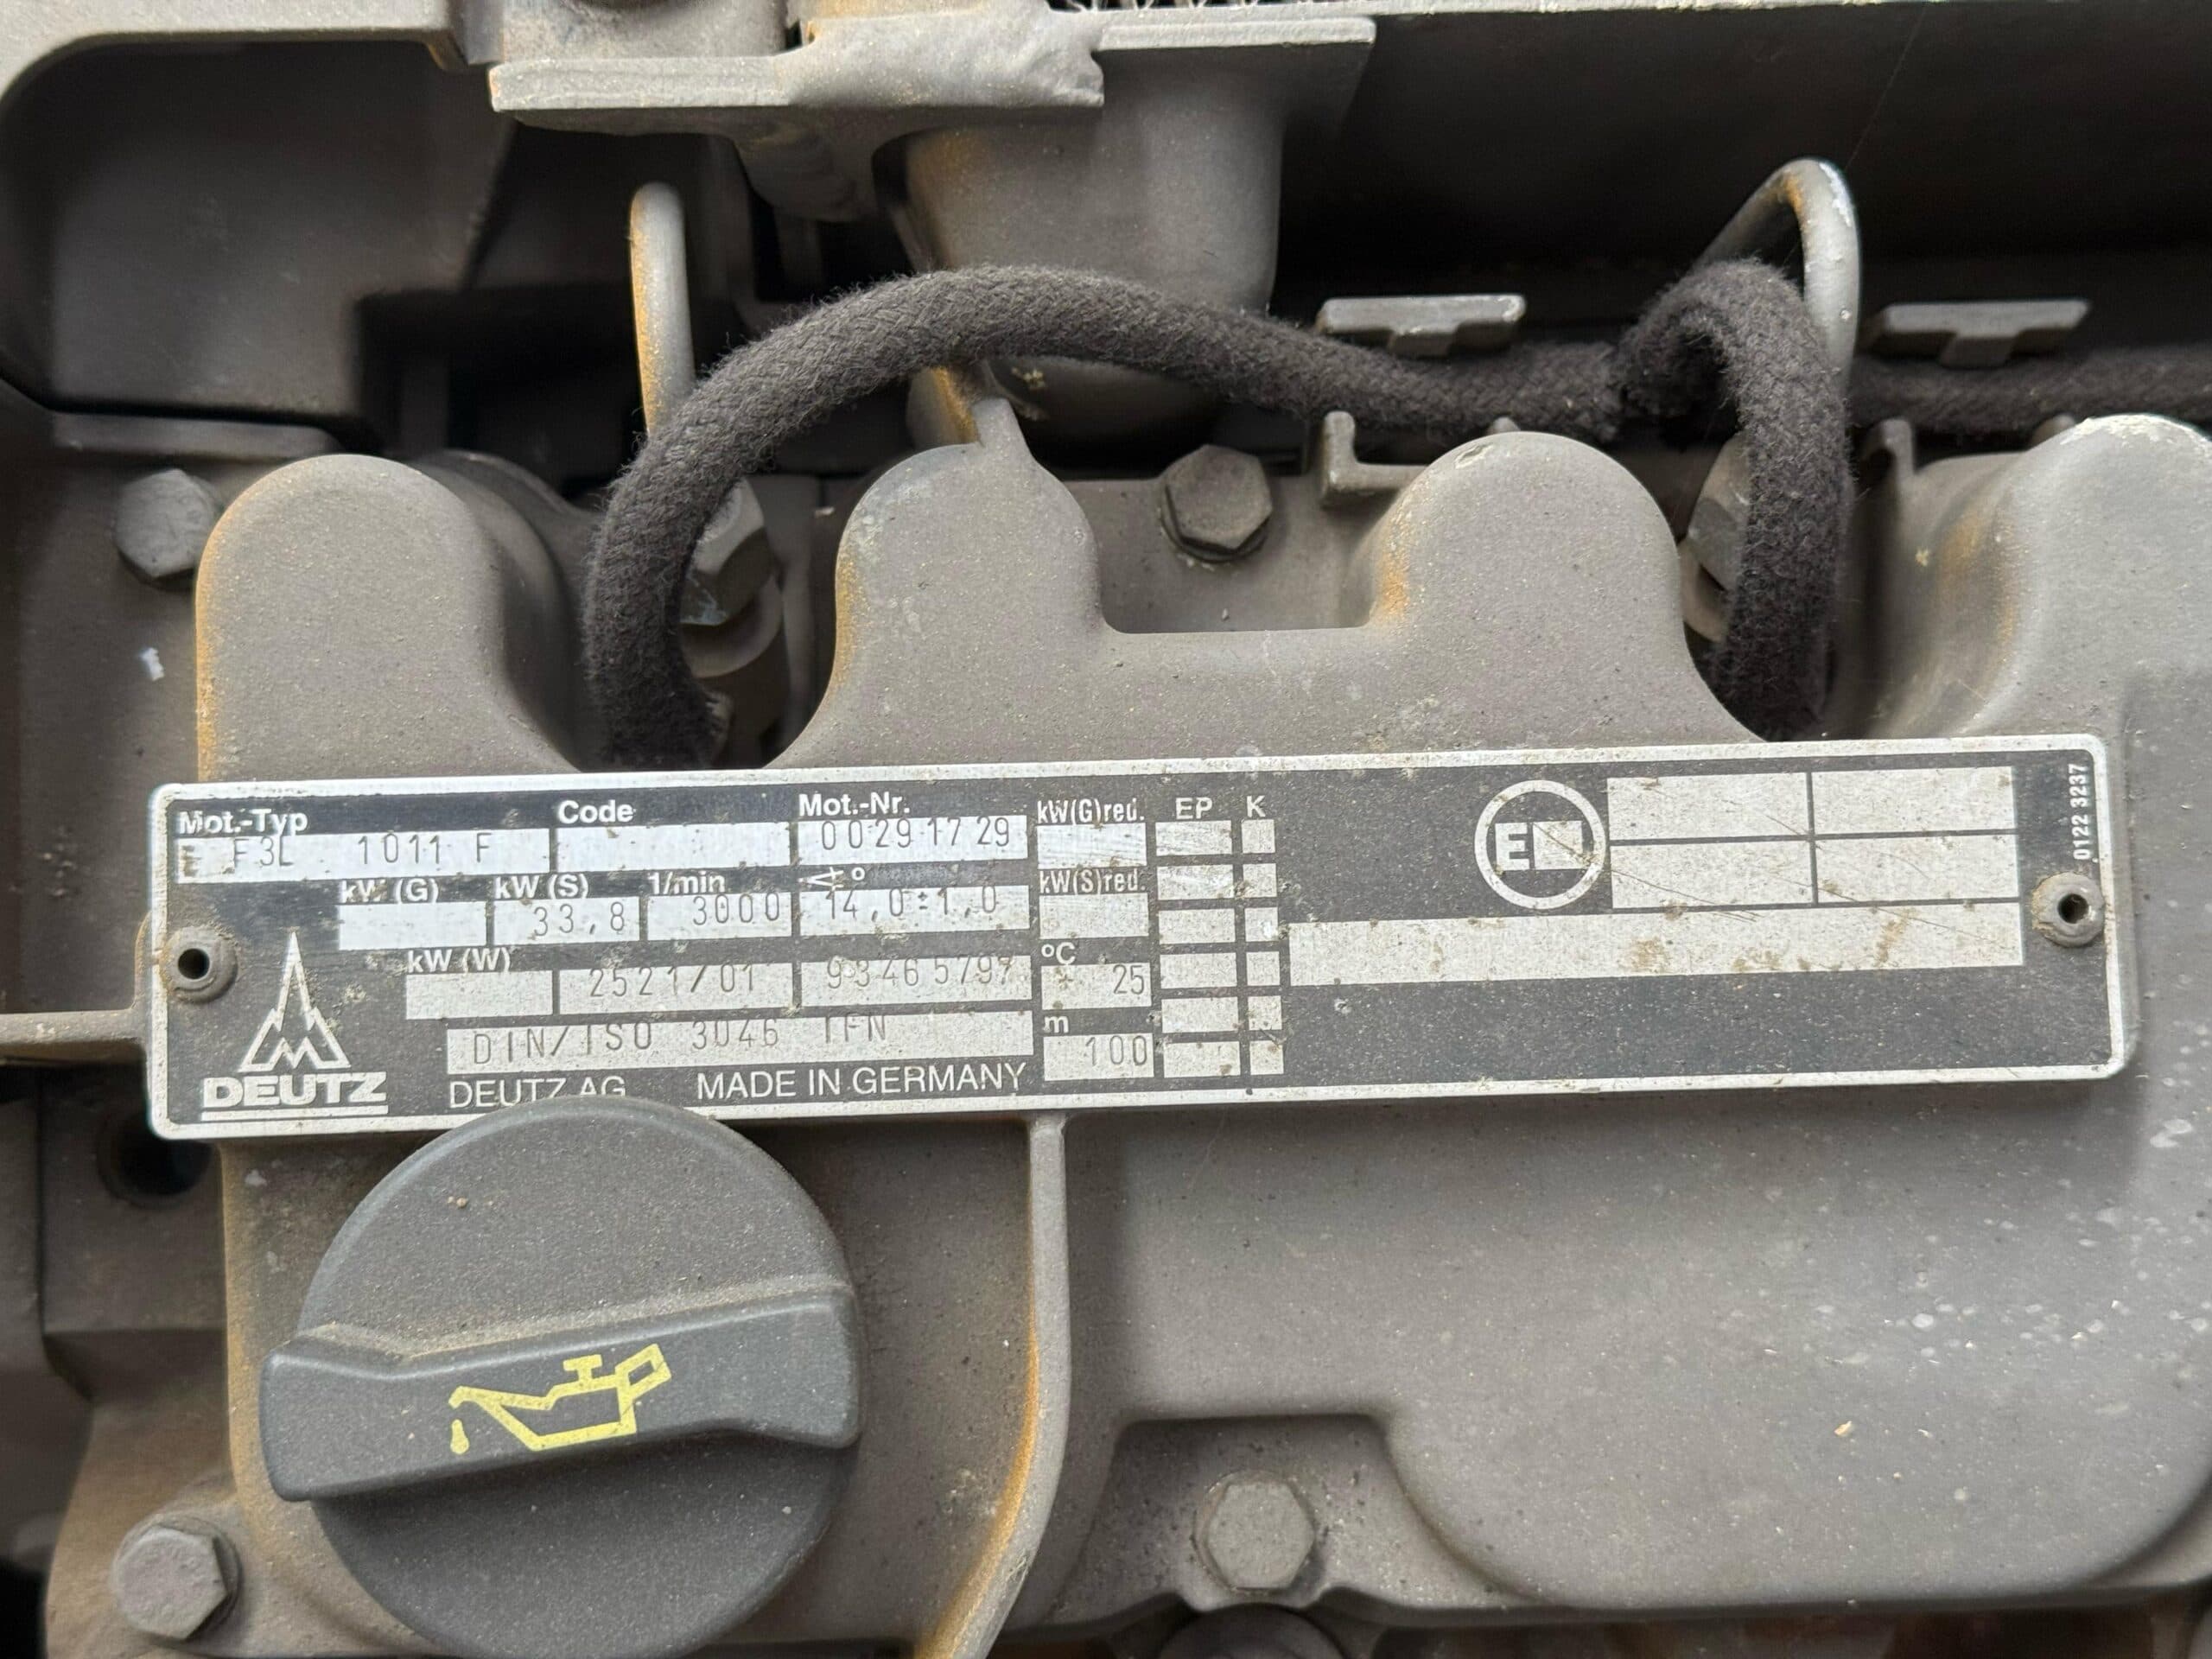 Mot.-Typ Code Mot.-Nr. kW(G)red. EP K
F3L 1011 F 00291729
kW (G) kW (S) 1/min ∢° kW(S)red.
33,8 3000 14,0±1,0
kW (W) °C
2521/01 93465797 * 25
m
DIN/ISO 3046 IFN 100
DEUTZ
DEUTZ AG MADE IN GERMANY
E
0122 3237